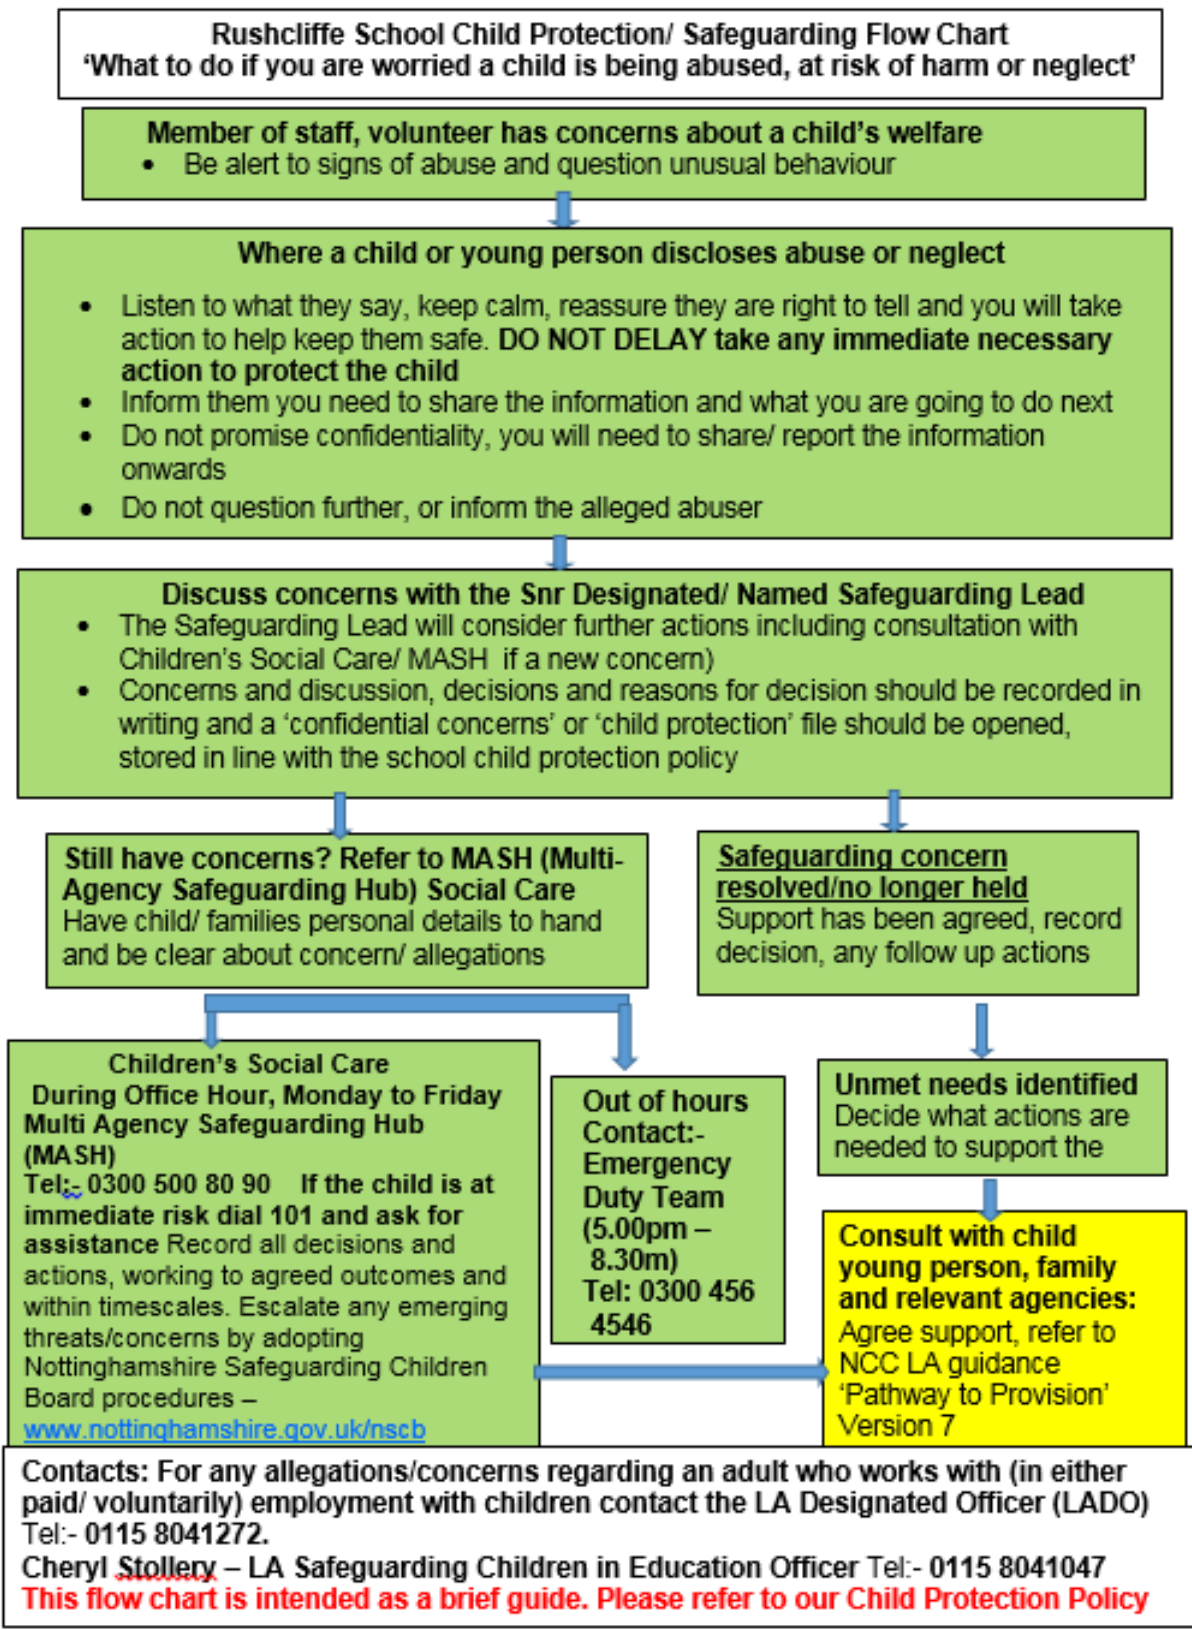 Rushcliffe School Child Protection/ Safeguarding Flow Chart
‘What to do if you are worried a child is being abused, at risk of harm or neglect’
Member of staff, volunteer has concerns about a child’s welfare
• Be alert to signs of abuse and question unusual behaviour
Where a child or young person discloses abuse or neglect
• Listen to what they say, keep calm, reassure they are right to tell and you will take
action to help keep them safe. DO NOT DELAY take any immediate necessary
action to protect the child
• Inform them you need to share the information and what you are going to do next
• Do not promise confidentiality, you will need to share/ report the information
onwards
• Do not question further, or inform the alleged abuser
Discuss concerns with the Snr Designated/ Named Safeguarding Lead
• The Safeguarding Lead will consider further actions including consultation with
Children’s Social Care/ MASH  if a new concern)
• Concerns and discussion, decisions and reasons for decision should be recorded in
writing and a ‘confidential concerns’ or ‘child protection’ file should be opened,
stored in line with the school child protection policy
Still have concerns? Refer to MASH (Multi-
Agency Safeguarding Hub) Social Care
Have child/ families personal details to hand
and be clear about concern/ allegations
Safeguarding concern
resolved/no longer held
Support has been agreed, record
decision, any follow up actions
Children’s Social Care
During Office Hour, Monday to Friday
Multi Agency Safeguarding Hub
(MASH)
Tel:- 0300 500 80 90    If the child is at
immediate risk dial 101 and ask for
assistance Record all decisions and
actions, working to agreed outcomes and
within timescales. Escalate any emerging
threats/concerns by adopting
Nottinghamshire Safeguarding Children
Board procedures –
www.nottinghamshire.gov.uk/nscb
Out of hours
Contact:-
Emergency
Duty Team
(5.00pm –
8.30m)
Tel: 0300 456
4546
Unmet needs identified
Decide what actions are
needed to support the
Consult with child
young person, family
and relevant agencies:
Agree support, refer to
NCC LA guidance
‘Pathway to Provision’
Version 7
Contacts: For any allegations/concerns regarding an adult who works with (in either
paid/ voluntarily) employment with children contact the LA Designated Officer (LADO)
Tel:- 0115 8041272.
Cheryl Stollery – LA Safeguarding Children in Education Officer Tel:- 0115 8041047
This flow chart is intended as a brief guide. Please refer to our Child Protection Policy